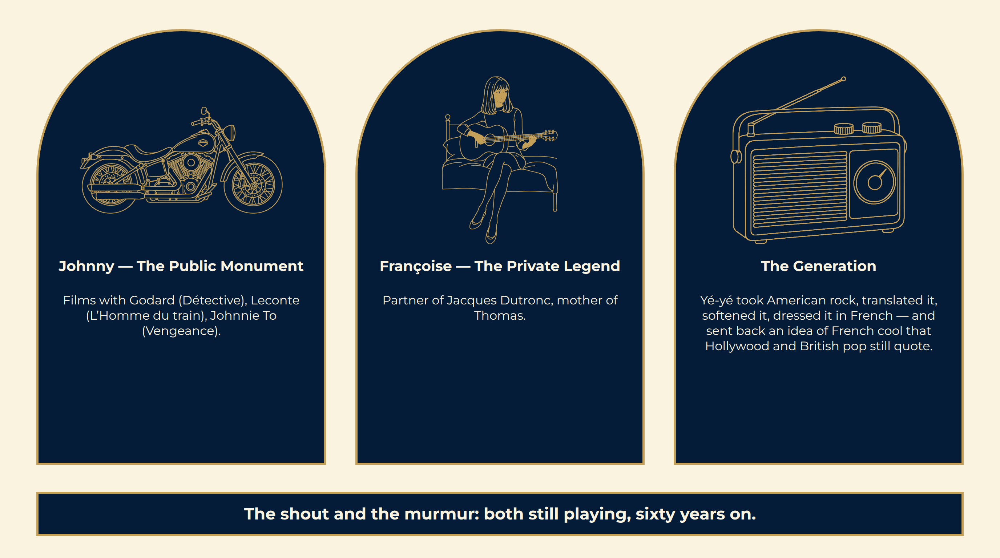 Johnny — The Public Monument
Films with Godard (Détective), Leconte
(L’Homme du train), Johnnie To
(Vengeance).
Françoise — The Private Legend
Partner of Jacques Dutronc, mother of
Thomas.
The Generation
Yé-yé took American rock, translated it,
softened it, dressed it in French — and
sent back an idea of French cool that
Hollywood and British pop still quote.
The shout and the murmur: both still playing, sixty years on.